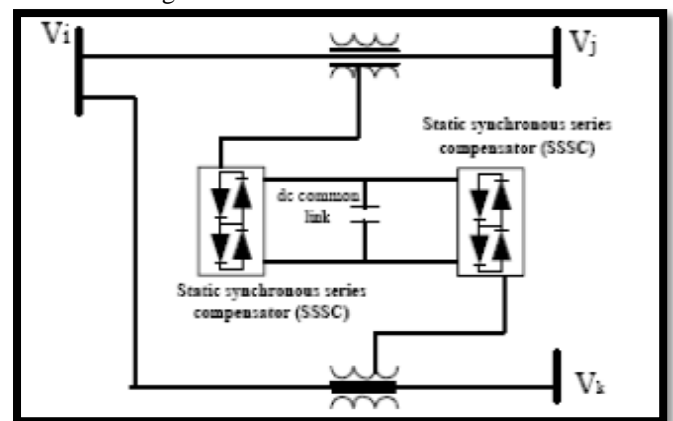 Vi
Vj
Static synchronous series
compensator (SSSC)
dc common
link
Static synchronous series
compensator (SSSC)
Vk